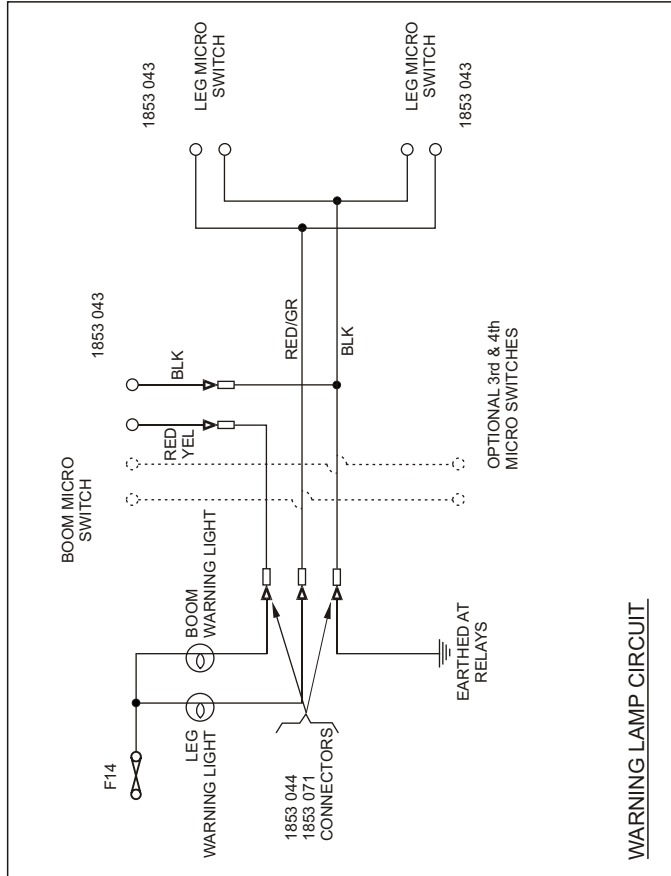 1853 043
LEG MICRO
SWITCH
LEG MICRO
SWITCH
1853 043
1853 043
BLK
RED
YEL
BOOM MICRO
SWITCH
RED/GR
BLK
OPTIONAL 3rd & 4th
MICRO SWITCHES
BOOM
WARNING LIGHT
F14
LEG
WARNING LIGHT
1853 044
1853 071
CONNECTORS
EARTHED AT
RELAYS
WARNING LAMP CIRCUIT